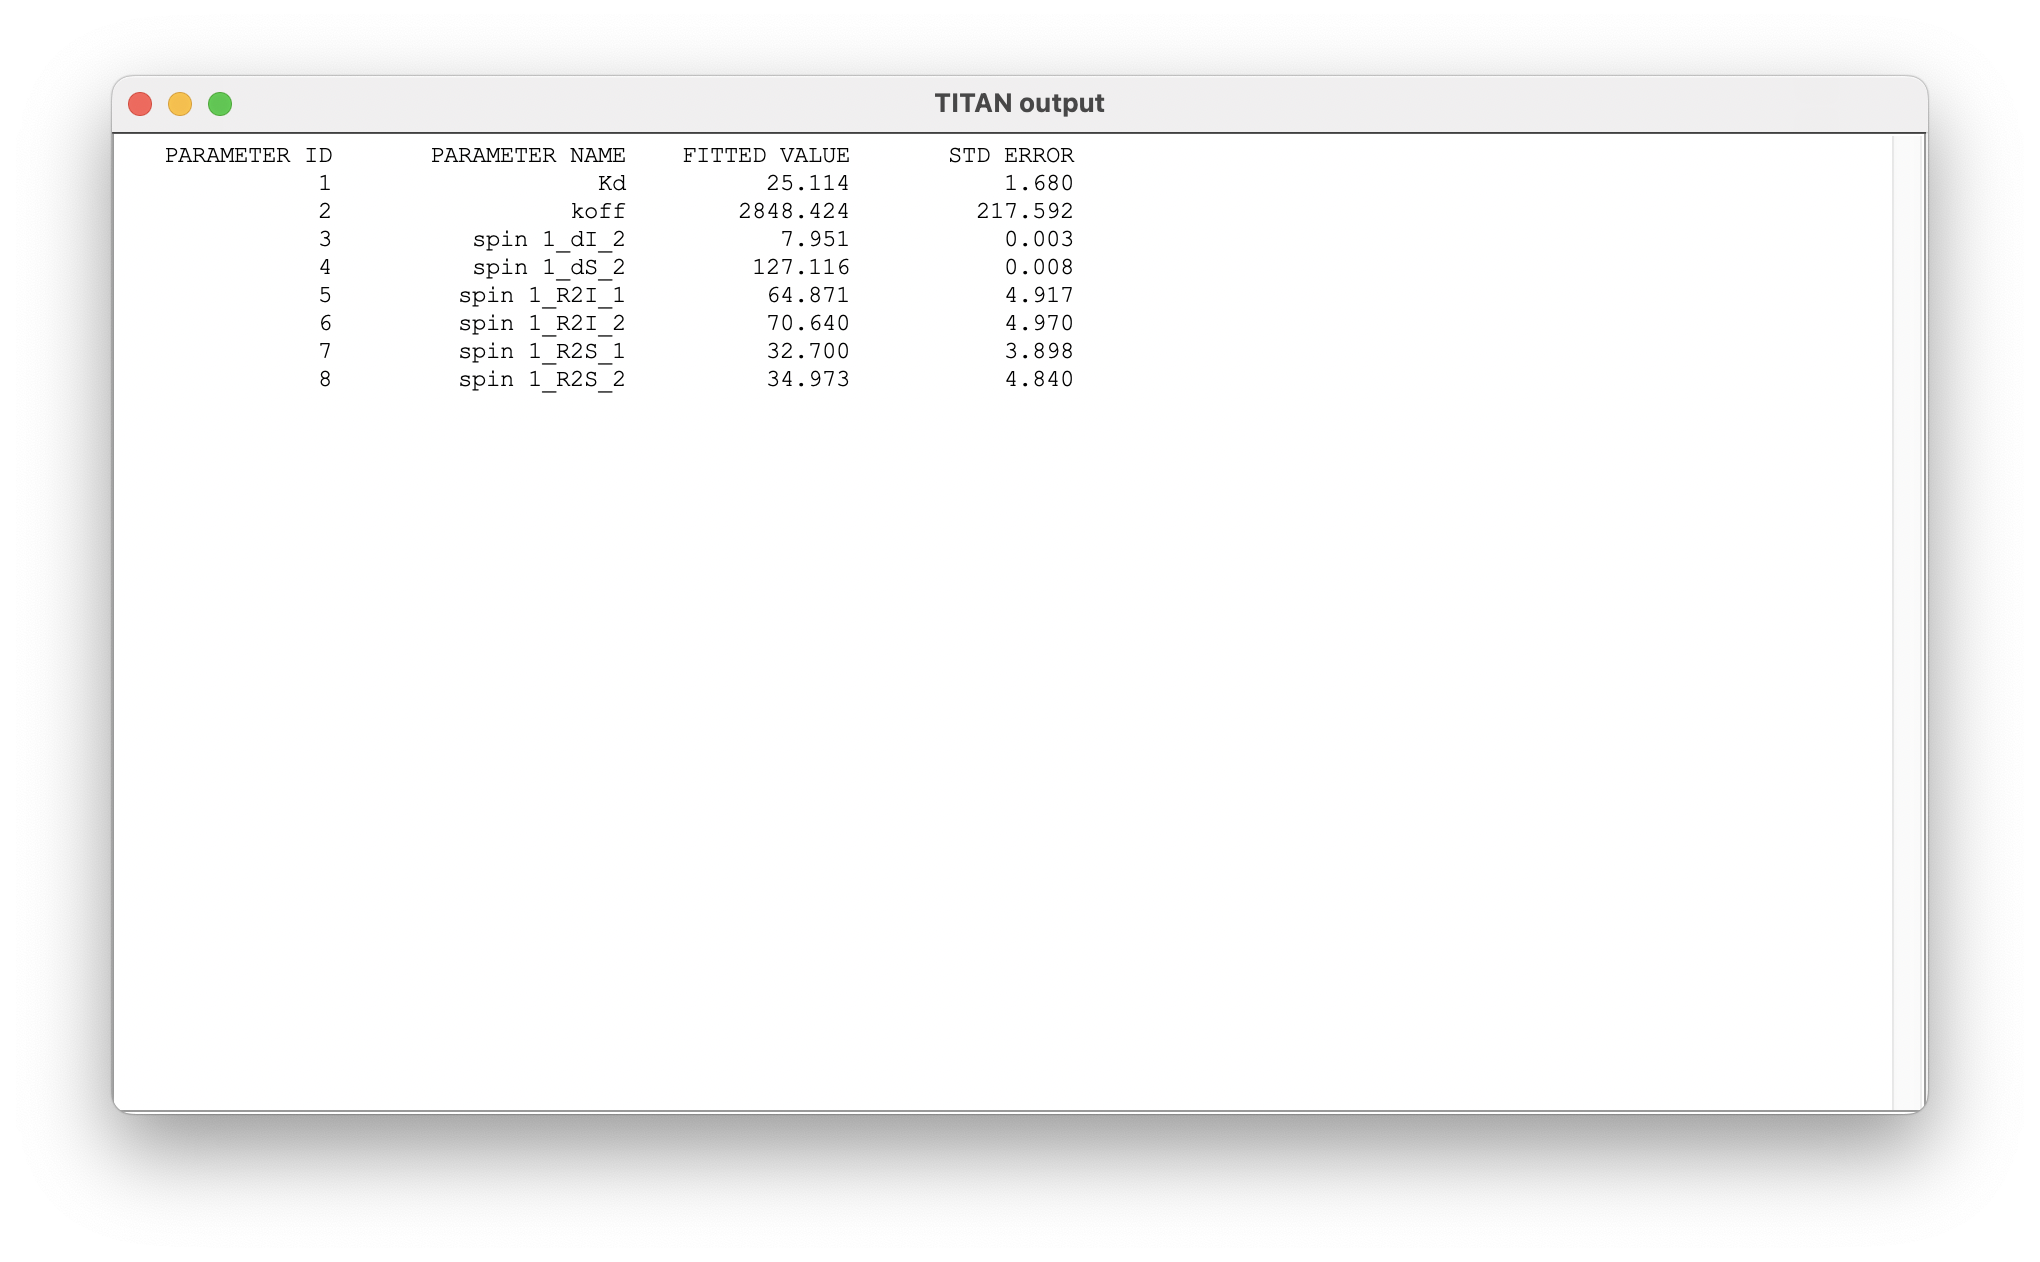 TITAN output
PARAMETER ID PARAMETER NAME FITTED VALUE STD ERROR
1 Kd 25.114 1.680
2 koff 2848.424 217.592
3 spin 1_dI_2 7.951 0.003
4 spin 1_dS_2 127.116 0.008
5 spin 1_R2I_1 64.871 4.917
6 spin 1_R2I_2 70.640 4.970
7 spin 1_R2S_1 32.700 3.898
8 spin 1_R2S_2 34.973 4.840